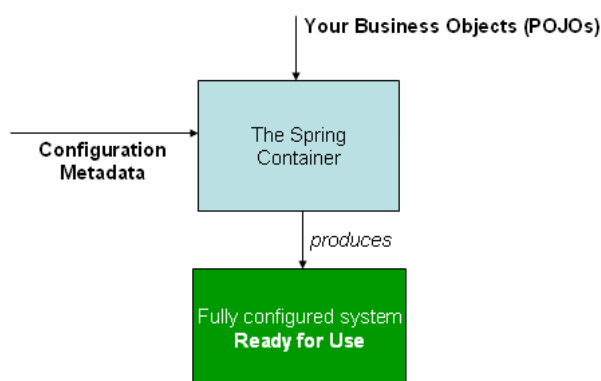 Your Business Objects (POJOs)
The Spring
Container
Configuration
Metadata
produces
Fully configured system
Ready for Use